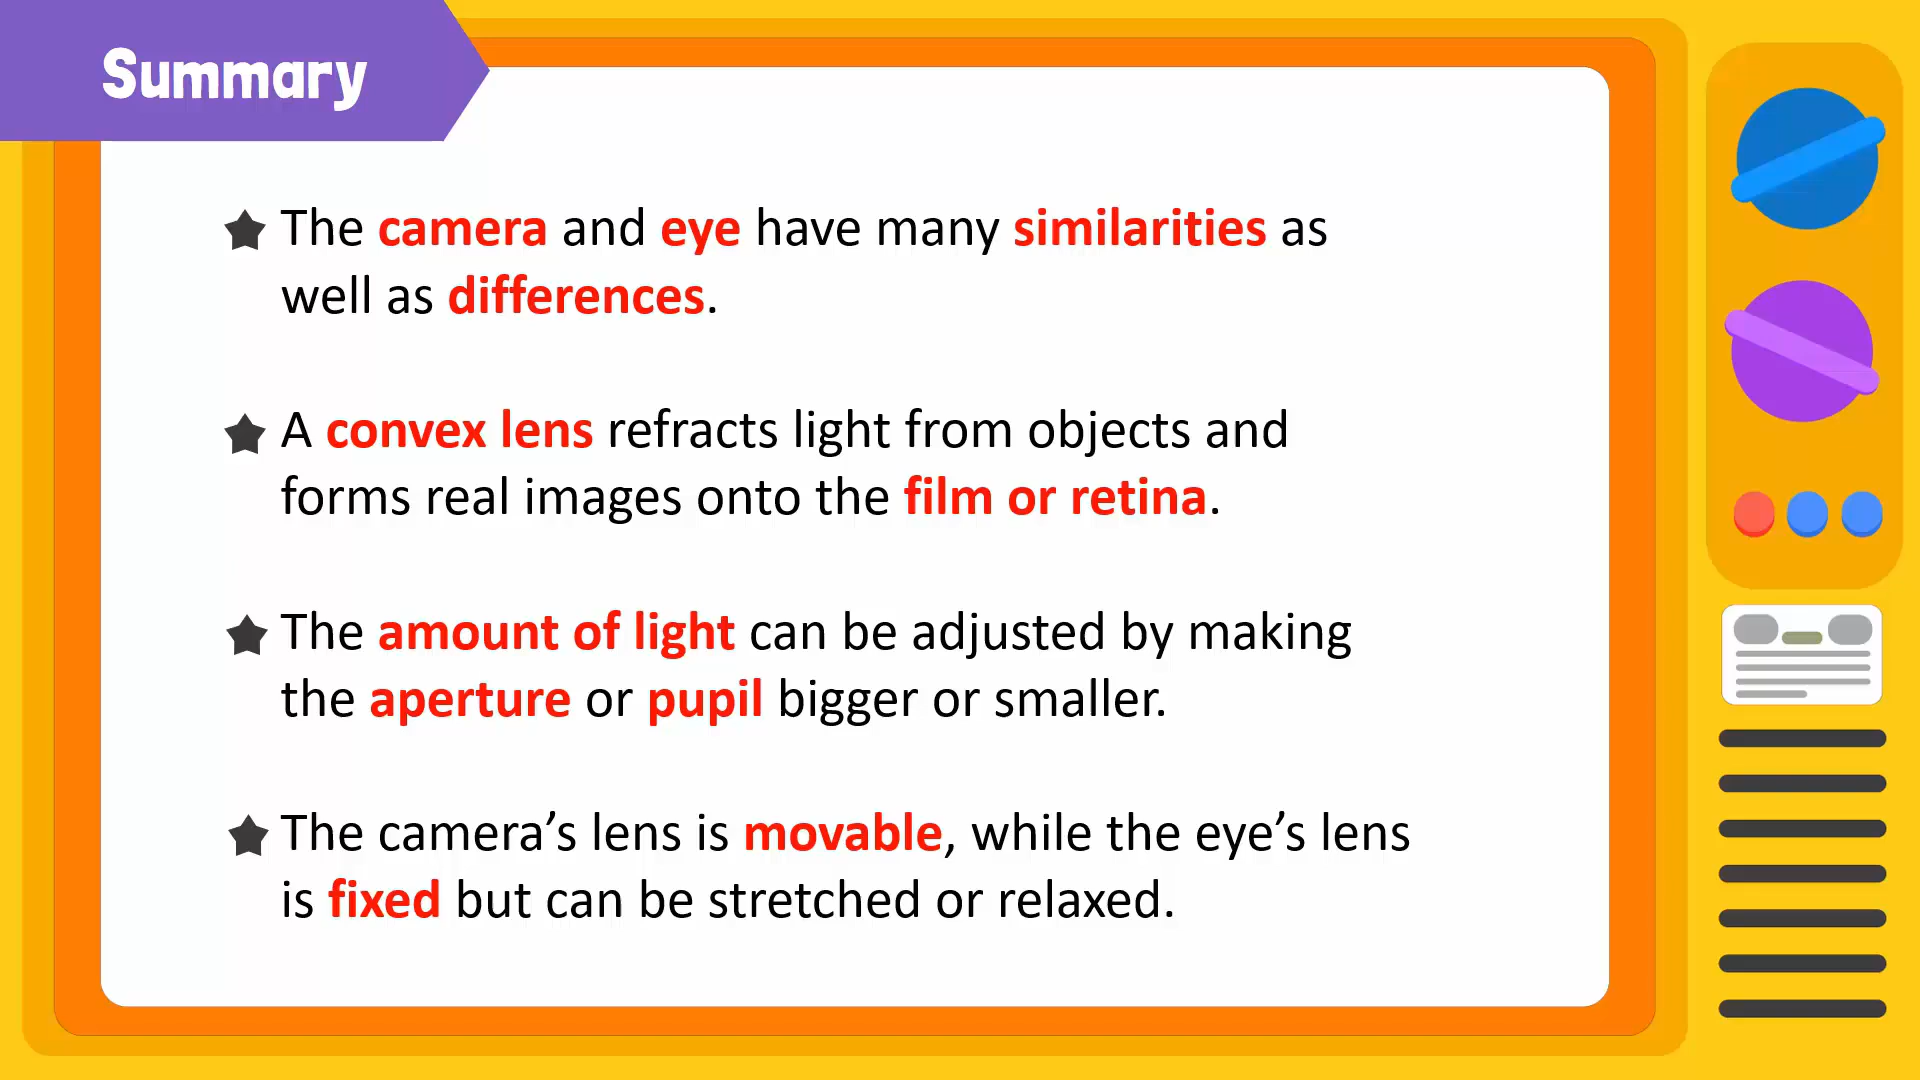 Summary
The camera and eye have many similarities as
well as differences.
A convex lens refracts light from objects and
forms real images onto the film or retina.
The amount of light can be adjusted by making
the aperture or pupil bigger or smaller.
The camera’s lens is movable, while the eye’s lens
is fixed but can be stretched or relaxed.